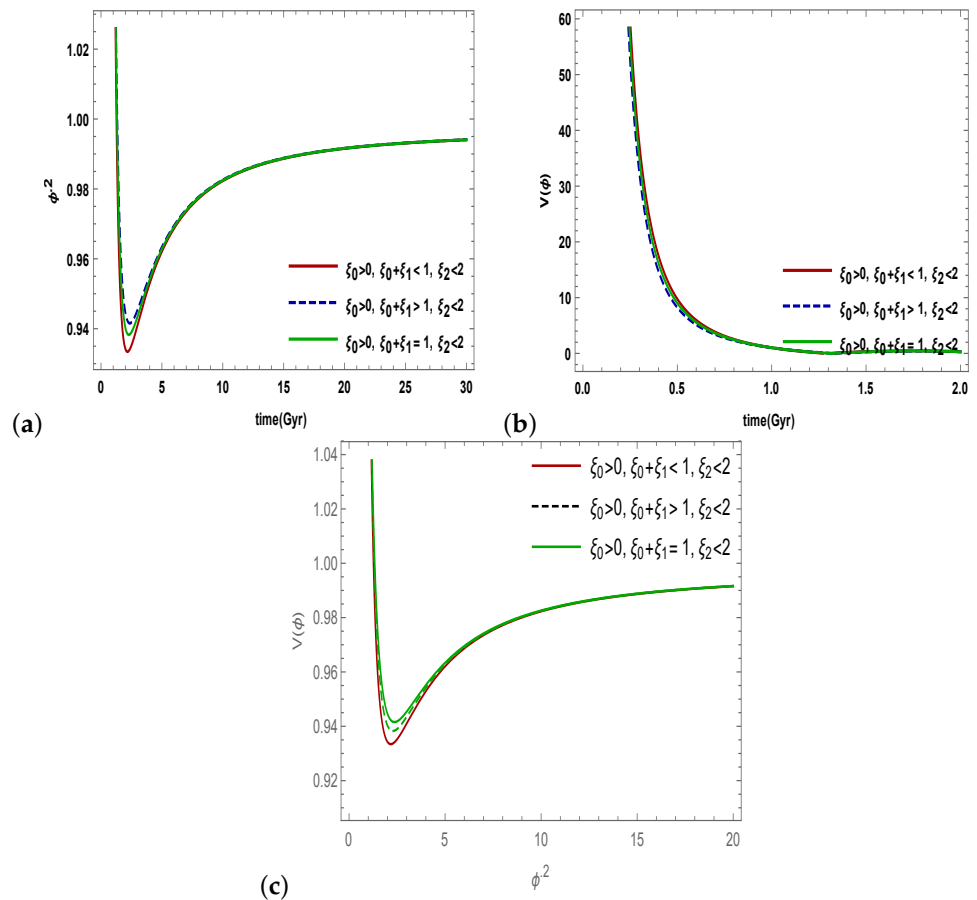 1.02
1.00
0.98
0.96
0.94
ϕ̇²
0 5 10 15 20 25 30
time(Gyr)
ξ₀>0, ξ₀+ξ₁< 1, ξ₂<2
ξ₀>0, ξ₀+ξ₁> 1, ξ₂<2
ξ₀>0, ξ₀+ξ₁= 1, ξ₂<2
(a)
60
50
40
30
20
10
0
V(ϕ)
0.0 0.5 1.0 1.5 2.0
time(Gyr)
ξ₀>0, ξ₀+ξ₁< 1, ξ₂<2
ξ₀>0, ξ₀+ξ₁> 1, ξ₂<2
ξ₀>0, ξ₀+ξ₁= 1, ξ₂<2
(b)
1.04
1.02
1.00
0.98
0.96
0.94
0.92
V(ϕ)
0 5 10 15 20
ϕ̇²
ξ₀>0, ξ₀+ξ₁< 1, ξ₂<2
ξ₀>0, ξ₀+ξ₁> 1, ξ₂<2
ξ₀>0, ξ₀+ξ₁= 1, ξ₂<2
(c)